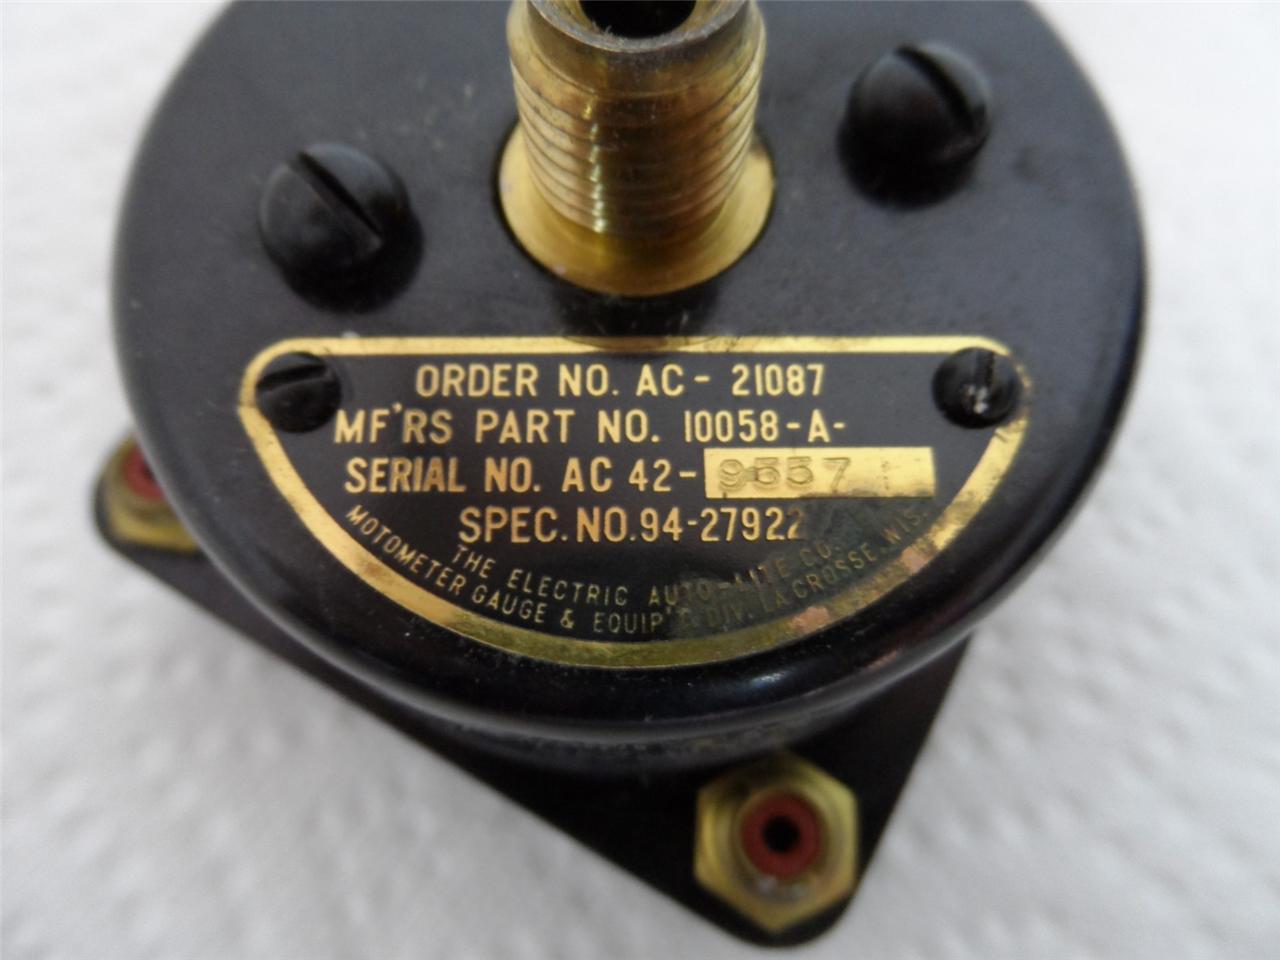 ORDER NO. AC- 21087
MF'RS PART NO. 10058-A-
SERIAL NO. AC 42-9557
SPEC.NO.94-27922
THE ELECTRIC AUTO-LITE CO.
MOTOMETER GAUGE & EQUIP'T DIV. LA CROSSE, WIS.